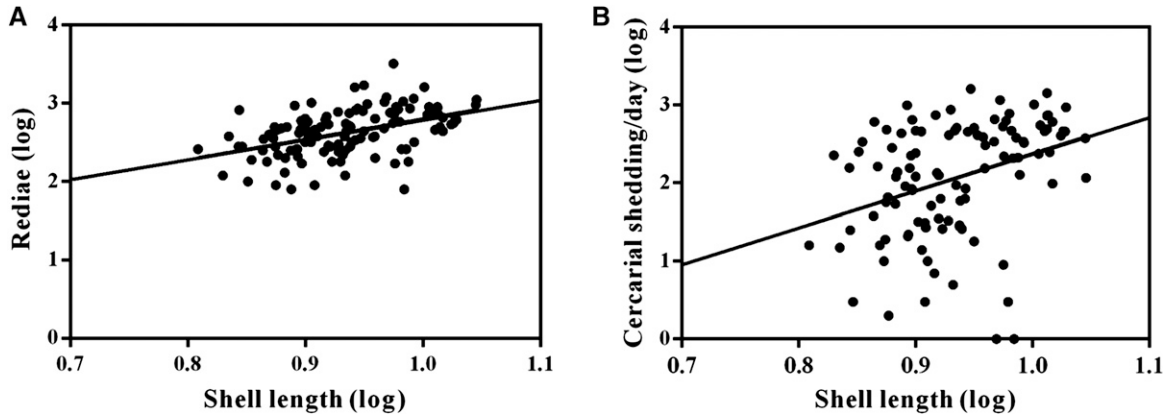 A
Rediae (log)
4
3
2
1
0
0.7 0.8 0.9 1.0 1.1
Shell length (log)
B
Cercarial shedding/day (log)
4
3
2
1
0
0.7 0.8 0.9 1.0 1.1
Shell length (log)